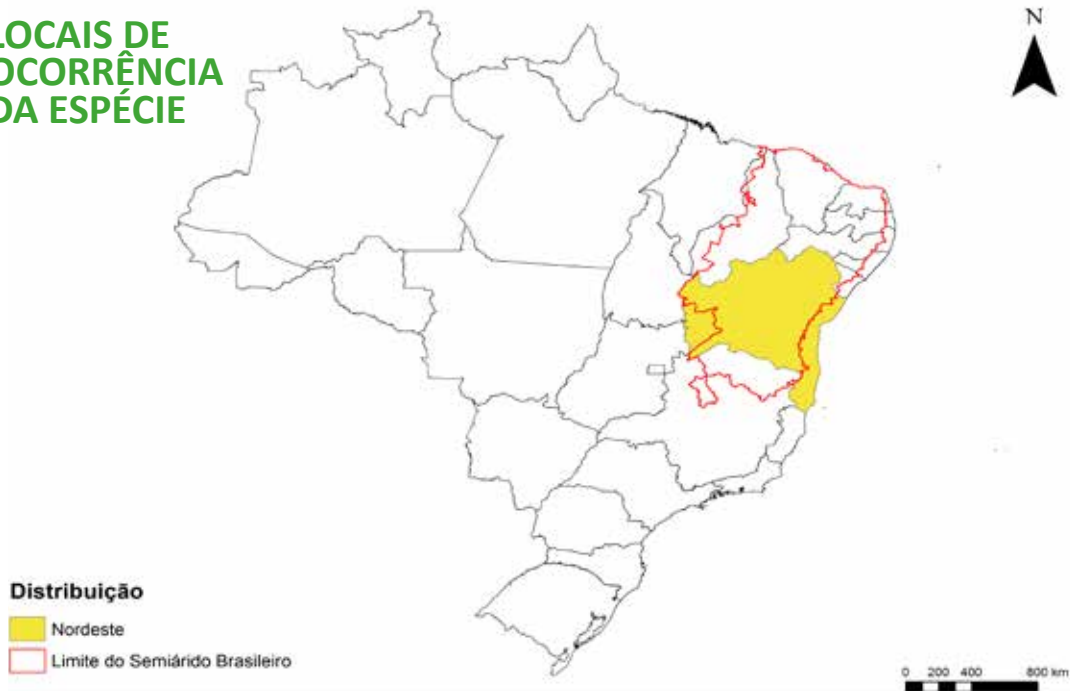 LOCAIS DE
OCORRÊNCIA
DA ESPÉCIE
N
Distribuição
Nordeste
Limite do Semiárido Brasileiro
0 200 400 800 km